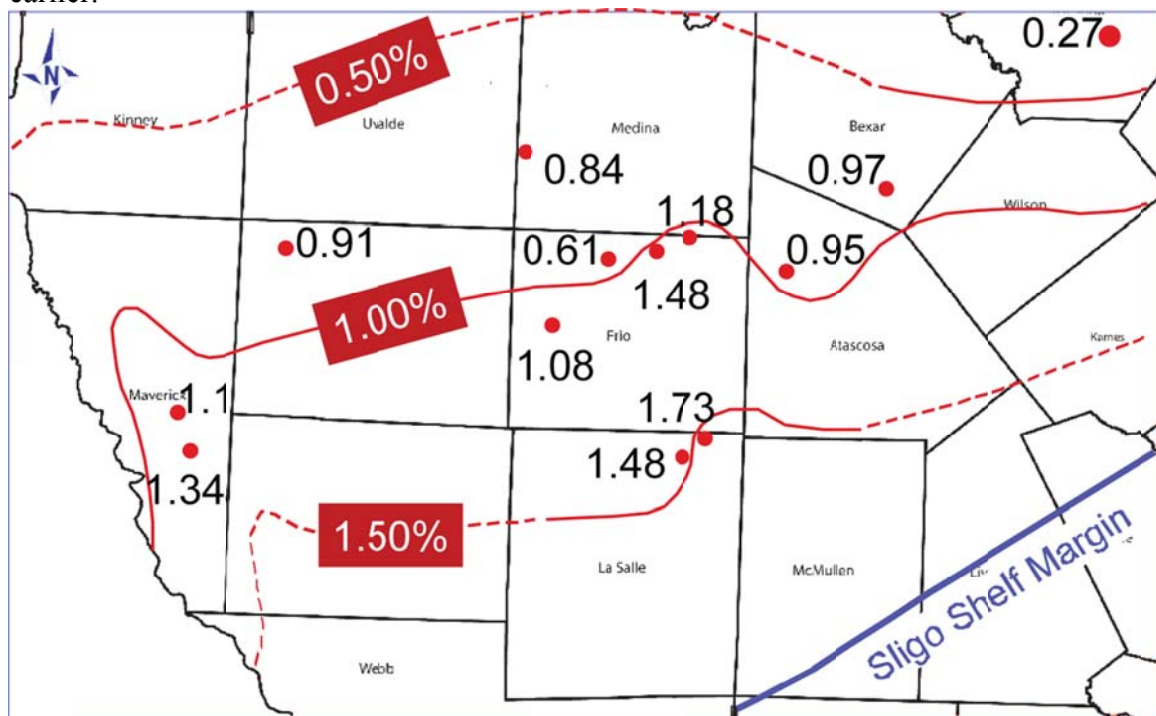 earlier.
0.27
N
0.50%
Kinney
Uvalde
Medina
Bexar
0.84
0.97
Wilson
1.18
0.91
0.61
0.95
1.48
1.00%
Frio
Atascosa
Karnes
1.08
Maverick
1.1
1.73
1.34
1.48
1.50%
La Salle
McMullen
Sligo Shelf Margin
Webb